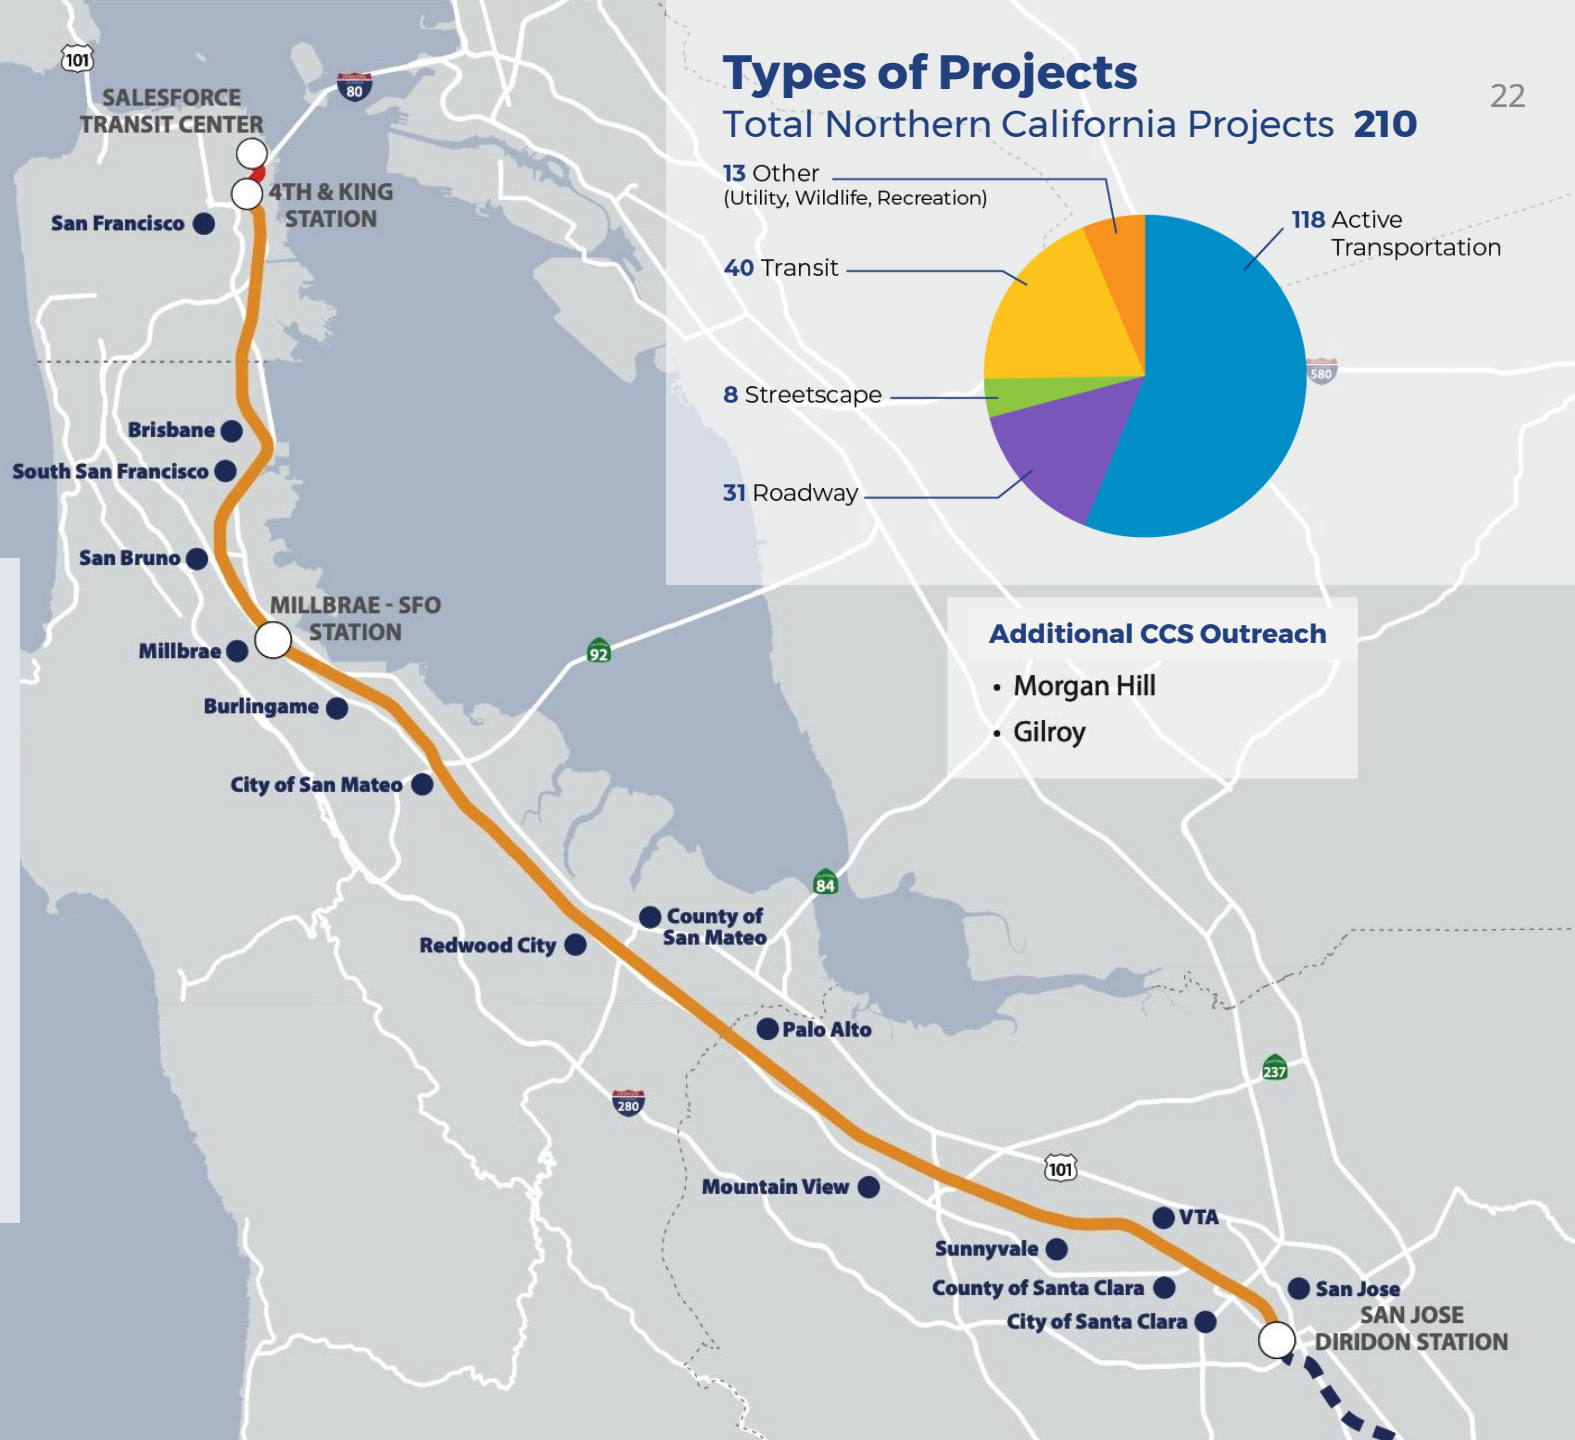 101
80
SALESFORCE
TRANSIT CENTER
4TH & KING
STATION
San Francisco
Types of Projects
Total Northern California Projects 210
22
13 Other
(Utility, Wildlife, Recreation)
118 Active
Transportation
40 Transit
8 Streetscape
31 Roadway
580
Brisbane
South San Francisco
San Bruno
MILLBRAE - SFO
STATION
Millbrae
92
Burlingame
City of San Mateo
Additional CCS Outreach
• Morgan Hill
• Gilroy
84
County of
San Mateo
Redwood City
Palo Alto
237
280
101
Mountain View
VTA
Sunnyvale
County of Santa Clara
San Jose
City of Santa Clara
SAN JOSE
DIRIDON STATION